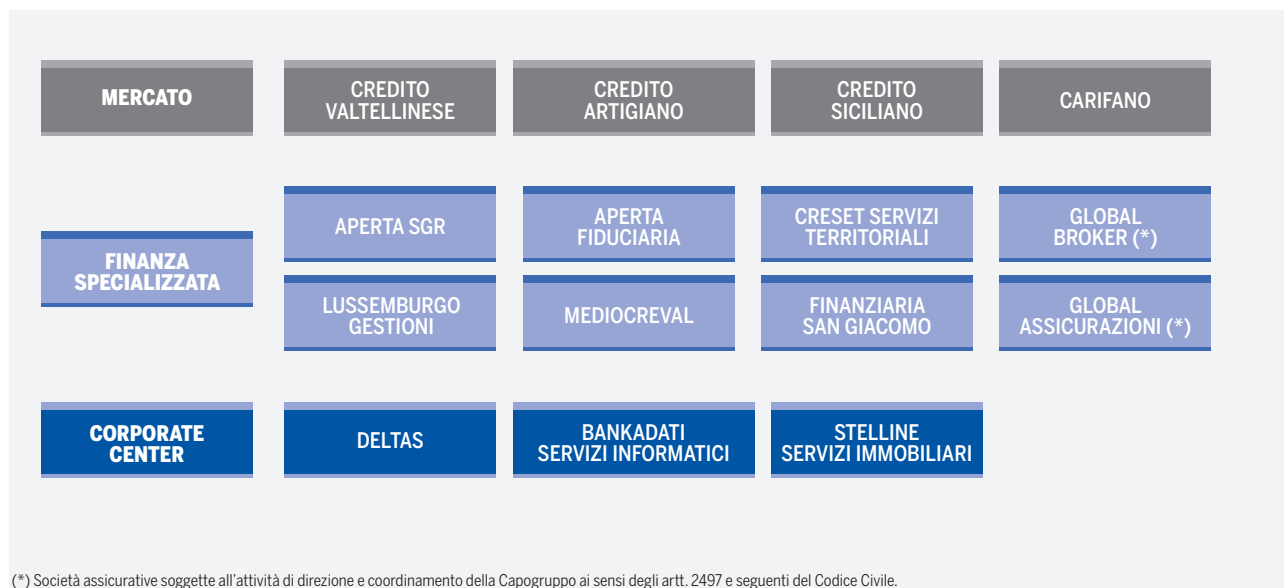 MERCATO
CREDITO
VALTELLINESE
CREDITO
ARTIGIANO
CREDITO
SICILIANO
CARIFANO
FINANZA
SPECIALIZZATA
APERTA SGR
APERTA
FIDUCIARIA
CRESET SERVIZI
TERRITORIALI
GLOBAL
BROKER (*)
LUSSEMBURGO
GESTIONI
MEDIOCREVAL
FINANZIARIA
SAN GIACOMO
GLOBAL
ASSICURAZIONI (*)
CORPORATE
CENTER
DELTAS
BANKADATI
SERVIZI INFORMATICI
STELLINE
SERVIZI IMMOBILIARI
(*) Società assicurative soggette all'attività di direzione e coordinamento della Capogruppo ai sensi degli artt. 2497 e seguenti del Codice Civile.